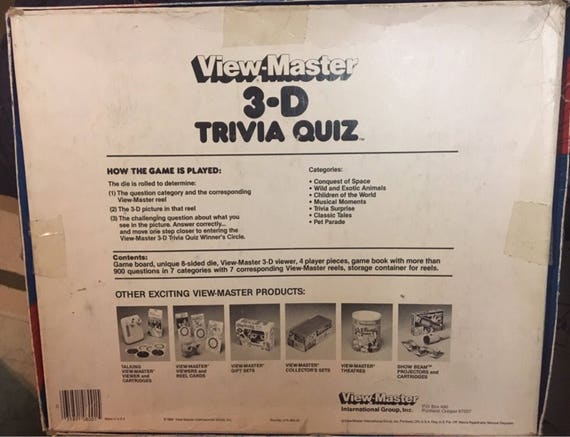 View-Master
3-D
TRIVIA QUIZ™
HOW THE GAME IS PLAYED:
The die is rolled to determine:
(1) The question category and the corresponding
View-Master reel
(2) The 3-D picture in that reel
(3) The challenging question about what you
see in the picture. Answer correctly...
and move one step closer to entering the
View-Master 3-D Trivia Quiz Winner's Circle.
Categories:
• Conquest of Space
• Wild and Exotic Animals
• Children of the World
• Musical Moments
• Trivia Surprise
• Classic Tales
• Pet Parade
Contents:
Game board, unique 8-sided die, View-Master 3-D viewer, 4 player pieces, game book with more than
900 questions in 7 categories with 7 corresponding View-Master reels, storage container for reels.
OTHER EXCITING VIEW-MASTER PRODUCTS:
TALKING
VIEW-MASTER®
VIEWER and
CARTRIDGES
VIEW-MASTER®
VIEWERS and
REEL CARDS
VIEW-MASTER®
GIFT SETS
VIEW-MASTER®
COLLECTOR'S SETS
VIEW-MASTER®
THEATRES
SHOW BEAM™
PROJECTORS and
CARTRIDGES
View-Master
International Group, Inc.
P.O. Box 490
Portland, Oregon 97207